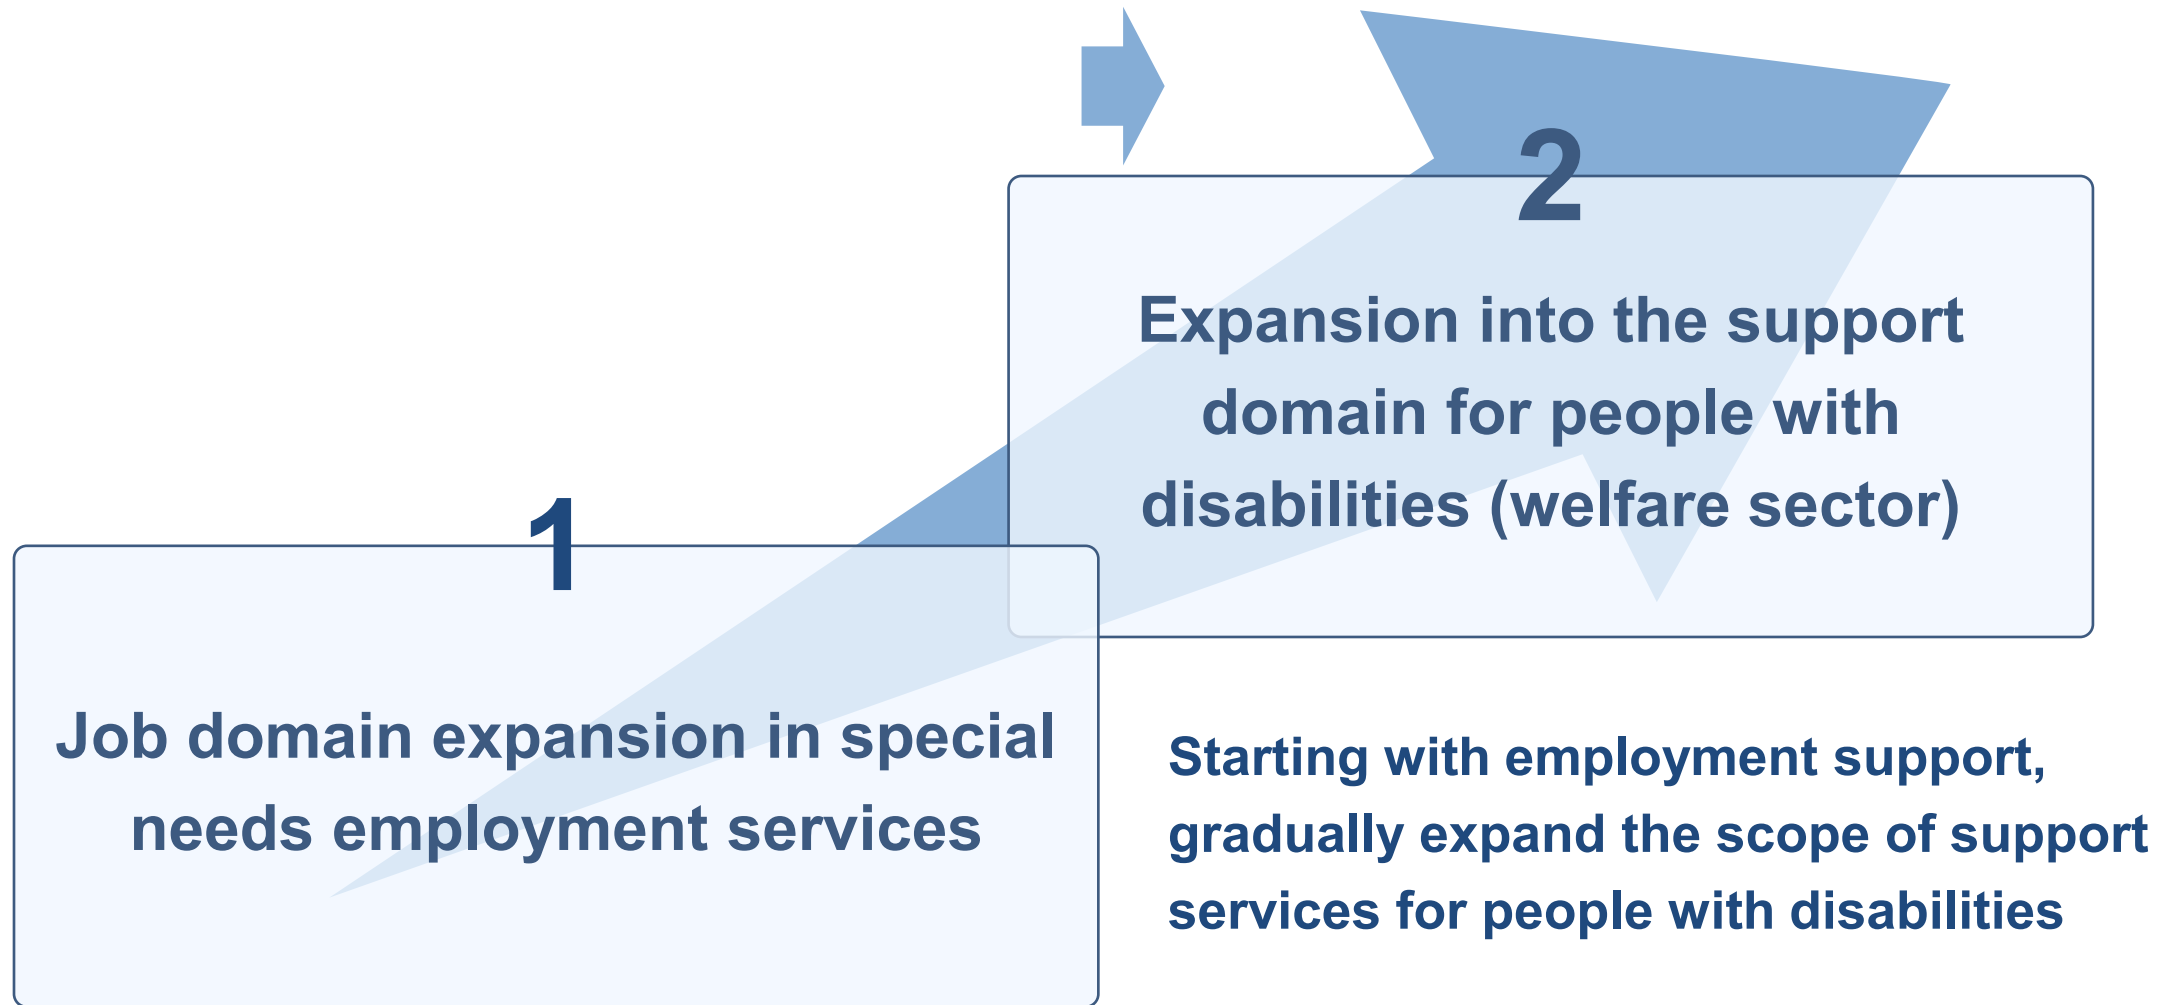 1
Job domain expansion in special
needs employment services
2
Expansion into the support
domain for people with
disabilities (welfare sector)
Starting with employment support,
gradually expand the scope of support
services for people with disabilities